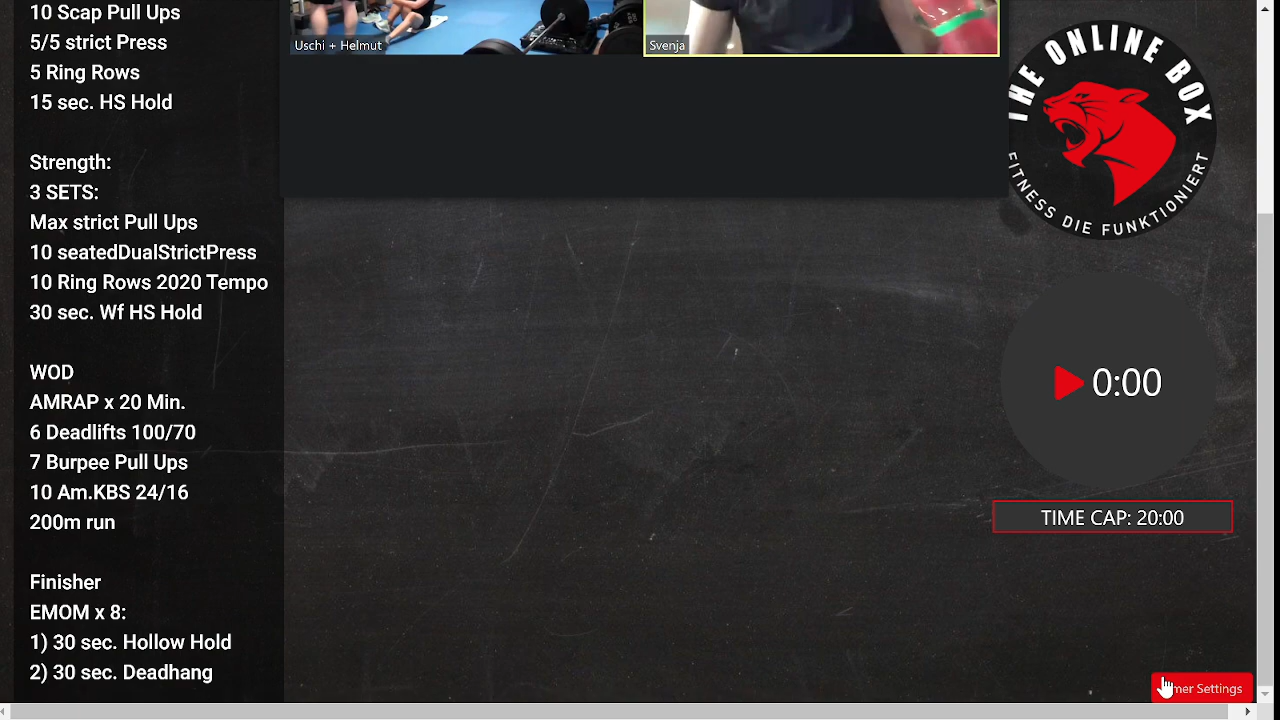 10 Scap Pull Ups
5/5 strict Press
5 Ring Rows
15 sec. HS Hold
Strength:
3 SETS:
Max strict Pull Ups
10 seatedDualStrictPress
10 Ring Rows 2020 Tempo
30 sec. Wf HS Hold
WOD
AMRAP x 20 Min.
6 Deadlifts 100/70
7 Burpee Pull Ups
10 Am.KBS 24/16
200m run
Finisher
EMOM x 8:
1) 30 sec. Hollow Hold
2) 30 sec. Deadhang
Uschi + Helmut
Svenja
THE ONLINE BOX
FITNESS DIE FUNKTIONIERT
0:00
TIME CAP: 20:00
Settings